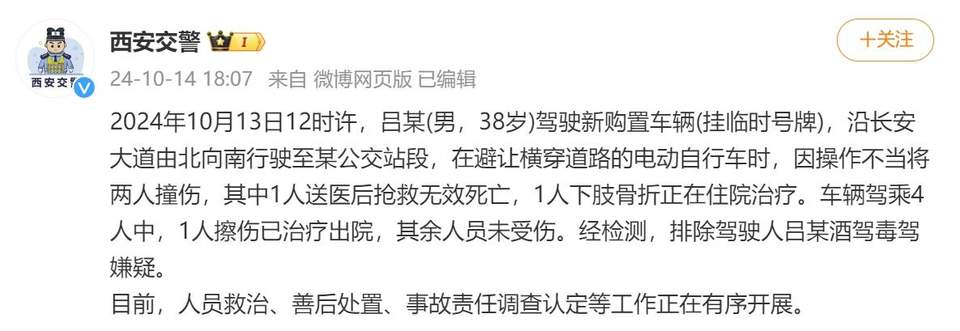 西安交警
+关注
24-10-14 18:07 来自 微博网页版 已编辑
西安交警
2024年10月13日12时许，吕某(男，38岁)驾驶新购置车辆(挂临时号牌)，沿长安
大道由北向南行驶至某公交站段，在避让横穿道路的电动自行车时，因操作不当将
两人撞伤，其中1人送医后抢救无效死亡，1人下肢骨折正在住院治疗。车辆驾乘4
人中，1人擦伤已治疗出院，其余人员未受伤。经检测，排除驾驶人吕某酒驾毒驾
嫌疑。
目前，人员救治、善后处置、事故责任调查认定等工作正在有序开展。